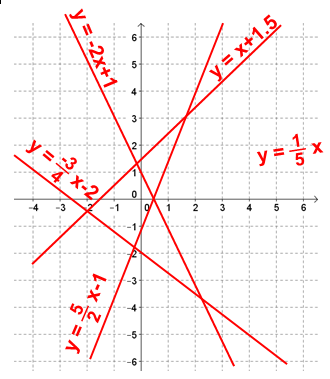 y = -2x+1
y = x+1.5
y = 1/5 x
y = -3/4 x-2
y = 5/2 x-1
6
5
4
3
2
1
0
-4 -3 -2 -1 0 1 2 3 4 5 6
-1
-2
-3
-4
-5
-6